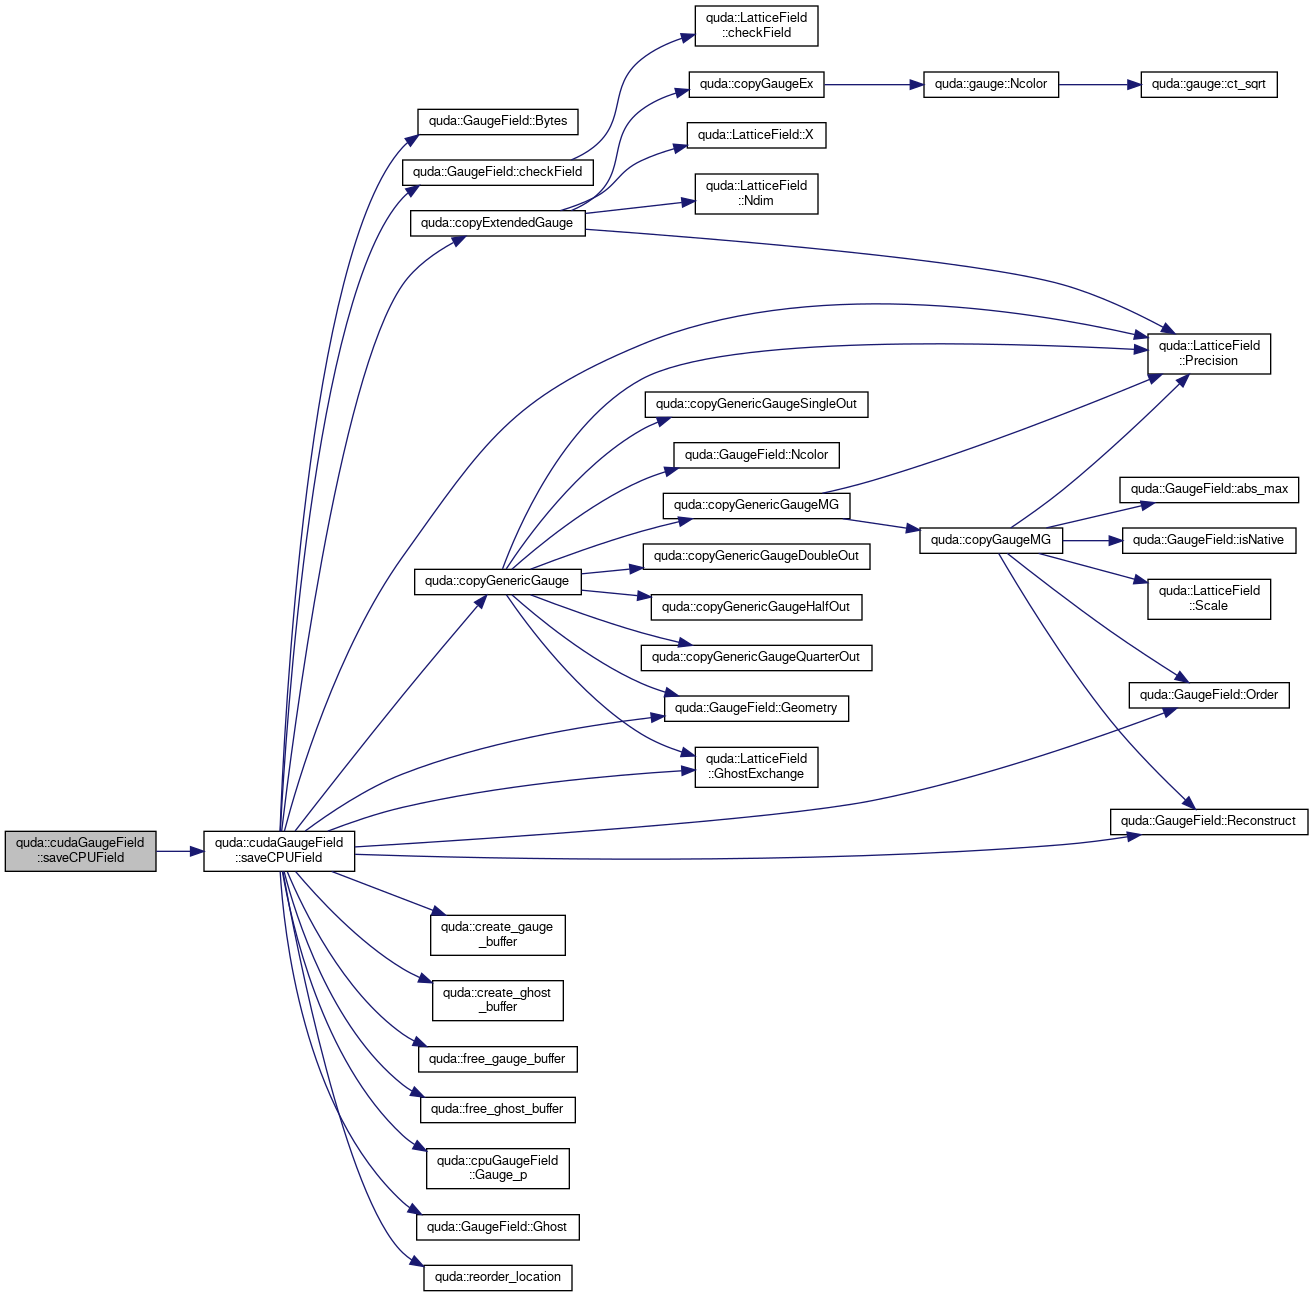 quda::LatticeField
::checkField
quda::copyGaugeEx
quda::gauge::Ncolor
quda::gauge::ct_sqrt
quda::GaugeField::Bytes
quda::LatticeField::X
quda::GaugeField::checkField
quda::LatticeField
::Ndim
quda::copyExtendedGauge
quda::LatticeField
::Precision
quda::copyGenericGaugeSingleOut
quda::GaugeField::Ncolor
quda::GaugeField::abs_max
quda::copyGenericGaugeMG
quda::copyGaugeMG
quda::GaugeField::isNative
quda::copyGenericGaugeDoubleOut
quda::copyGenericGauge
quda::LatticeField
::Scale
quda::copyGenericGaugeHalfOut
quda::copyGenericGaugeQuarterOut
quda::GaugeField::Order
quda::GaugeField::Geometry
quda::LatticeField
::GhostExchange
quda::GaugeField::Reconstruct
quda::cudaGaugeField
::saveCPUField
quda::cudaGaugeField
::saveCPUField
quda::create_gauge
_buffer
quda::create_ghost
_buffer
quda::free_gauge_buffer
quda::free_ghost_buffer
quda::cpuGaugeField
::Gauge_p
quda::GaugeField::Ghost
quda::reorder_location